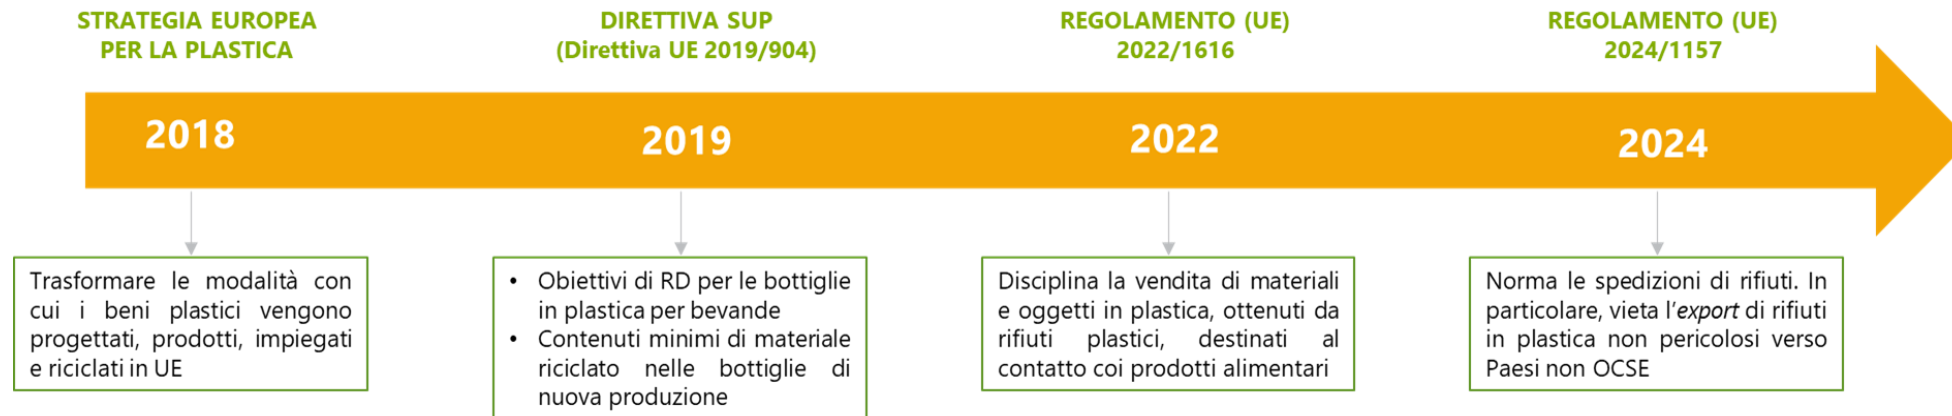 STRATEGIA EUROPEA
PER LA PLASTICA
DIRETTIVA SUP
(Direttiva UE 2019/904)
REGOLAMENTO (UE)
2022/1616
REGOLAMENTO (UE)
2024/1157
2018
2019
2022
2024
Trasformare le modalità con
cui i beni plastici vengono
progettati, prodotti, impiegati
e riciclati in UE
• Obiettivi di RD per le bottiglie
in plastica per bevande
• Contenuti minimi di materiale
riciclato nelle bottiglie di
nuova produzione
Disciplina la vendita di materiali
e oggetti in plastica, ottenuti da
rifiuti plastici, destinati al
contatto coi prodotti alimentari
Norma le spedizioni di rifiuti. In
particolare, vieta l'export di rifiuti
in plastica non pericolosi verso
Paesi non OCSE